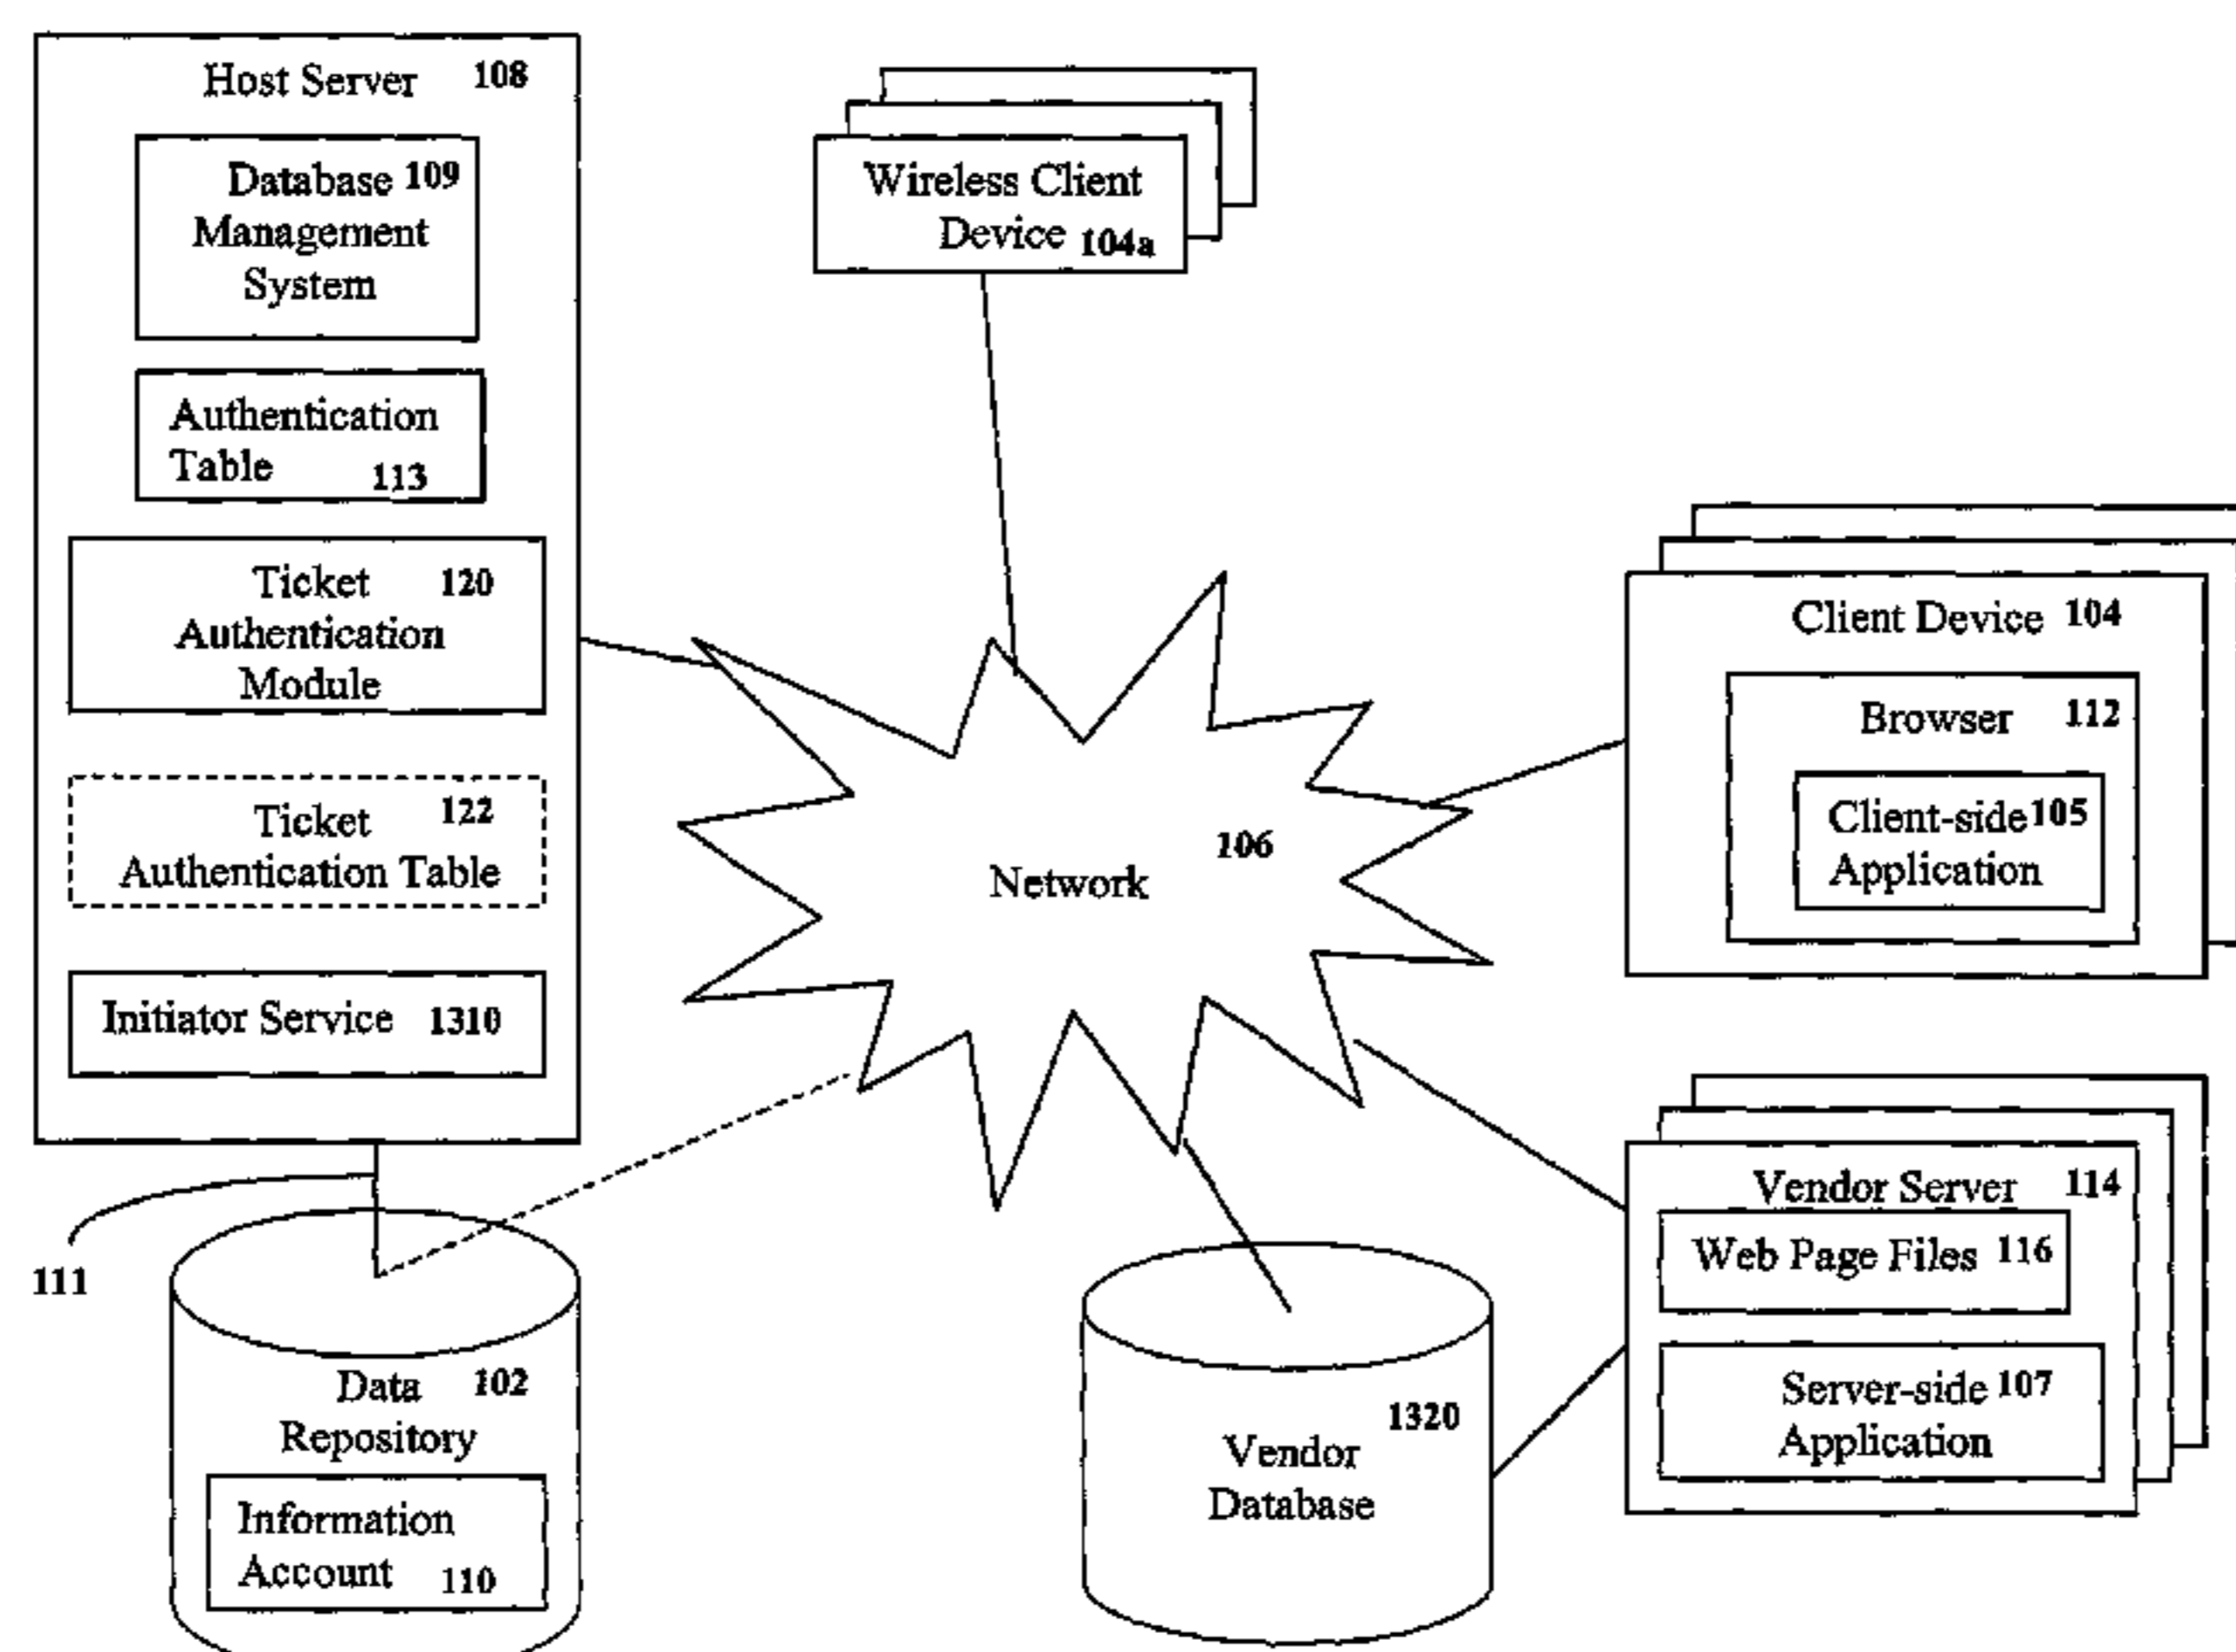 Host Server 108
Database 109
Management
System
Authentication
Table 113
Ticket 120
Authentication
Module
Ticket 122
Authentication Table
Initiator Service 1310
111
Data 102
Repository
Information
Account 110
Wireless Client
Device 104a
Network 106
Client Device 104
Browser 112
Client-side 105
Application
Vendor Server 114
Web Page Files 116
Server-side 107
Application
1320
Vendor
Database